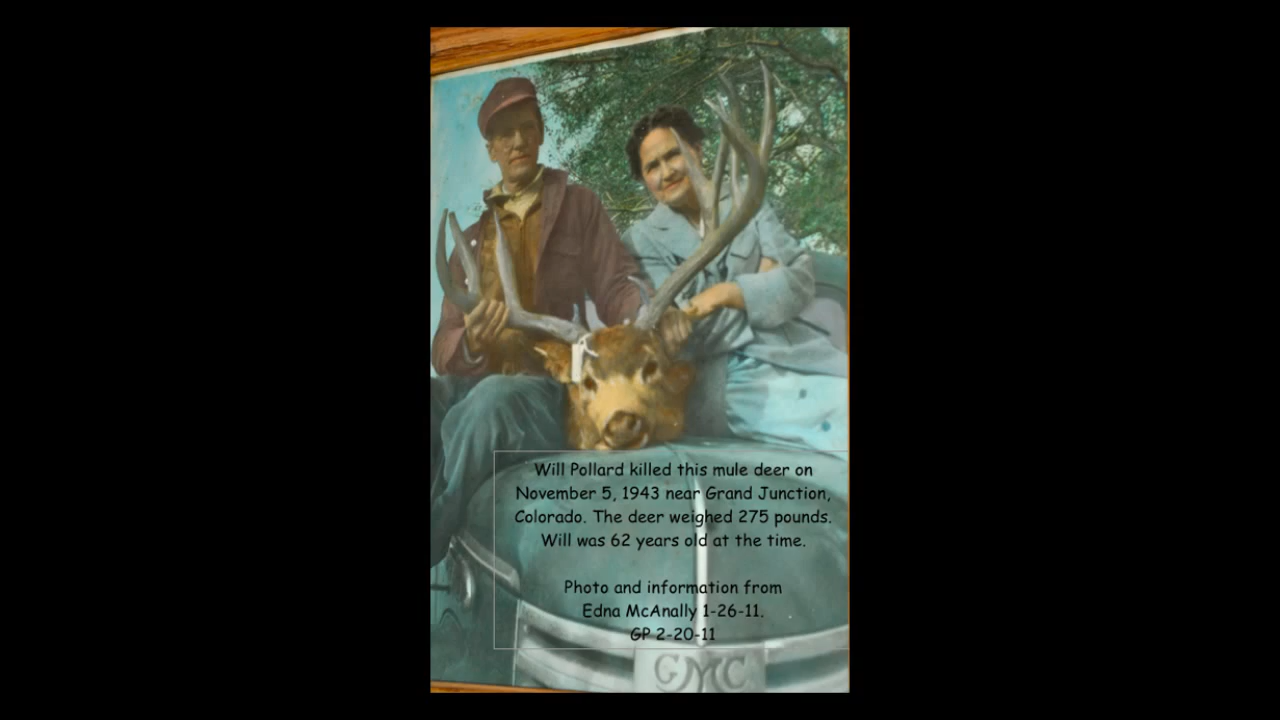 Will Pollard killed this mule deer on
November 5, 1943 near Grand Junction,
Colorado. The deer weighed 275 pounds.
Will was 62 years old at the time.
Photo and information from
Edna McAnally 1-26-11.
GP 2-20-11
GMC